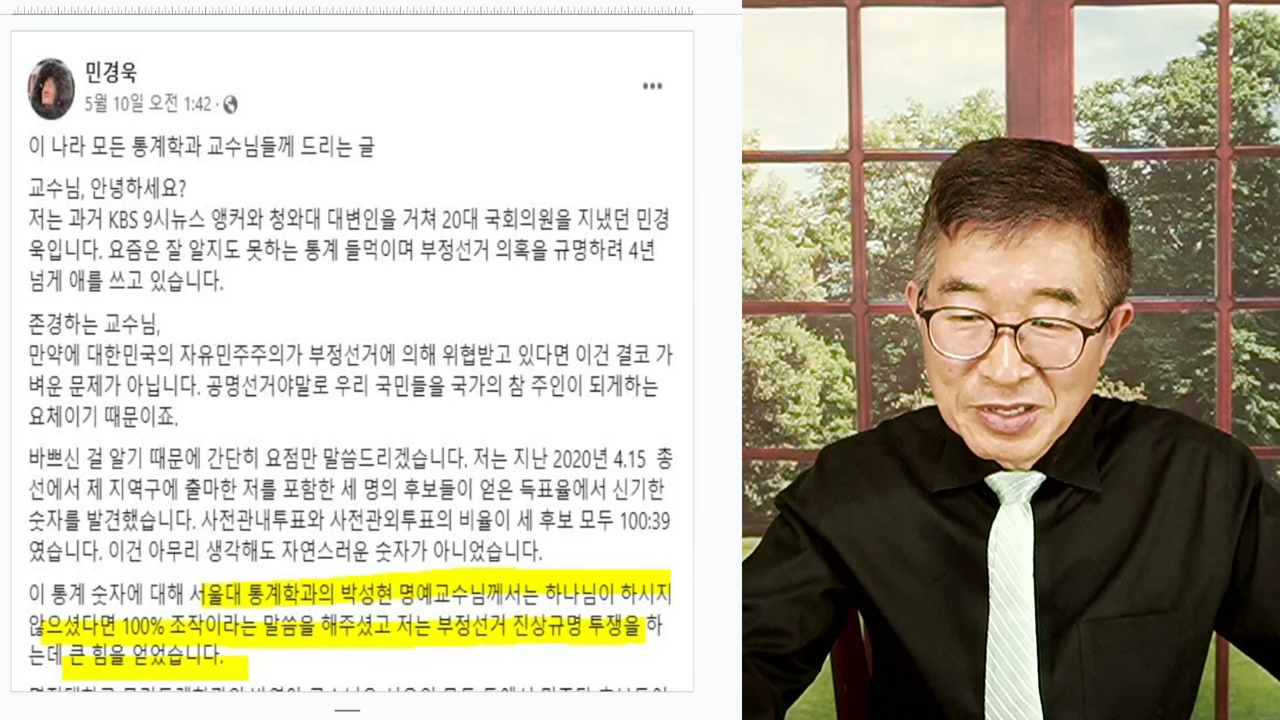 민경욱
5월 10일 오전 1:42
이 나라 모든 통계학과 교수님들께 드리는 글
교수님, 안녕하세요?
저는 과거 KBS 9시뉴스 앵커와 청와대 대변인을 거쳐 20대 국회의원을 지냈던 민경
욱입니다. 요즘은 잘 알지도 못하는 통계 들먹이며 부정선거 의혹을 규명하려 4년
넘게 애를 쓰고 있습니다.
존경하는 교수님,
만약에 대한민국의 자유민주주의가 부정선거에 의해 위협받고 있다면 이건 결코 가
벼운 문제가 아닙니다. 공명선거야말로 우리 국민들을 국가의 참 주인이 되게하는
요체이기 때문이죠.
바쁘신 걸 알기 때문에 간단히 요점만 말씀드리겠습니다. 저는 지난 2020년 4.15 총
선에서 제 지역구에 출마한 저를 포함한 세 명의 후보들이 얻은 득표율에서 신기한
숫자를 발견했습니다. 사전관내투표와 사전관외투표의 비율이 세 후보 모두 100:39
였습니다. 이건 아무리 생각해도 자연스러운 숫자가 아니었습니다.
이 통계 숫자에 대해 서울대 통계학과의 박성현 명예교수님께서는 하나님이 하시지
않으셨다면 100% 조작이라는 말씀을 해주셨고 저는 부정선거 진상규명 투쟁을 하
는데 큰 힘을 얻었습니다.